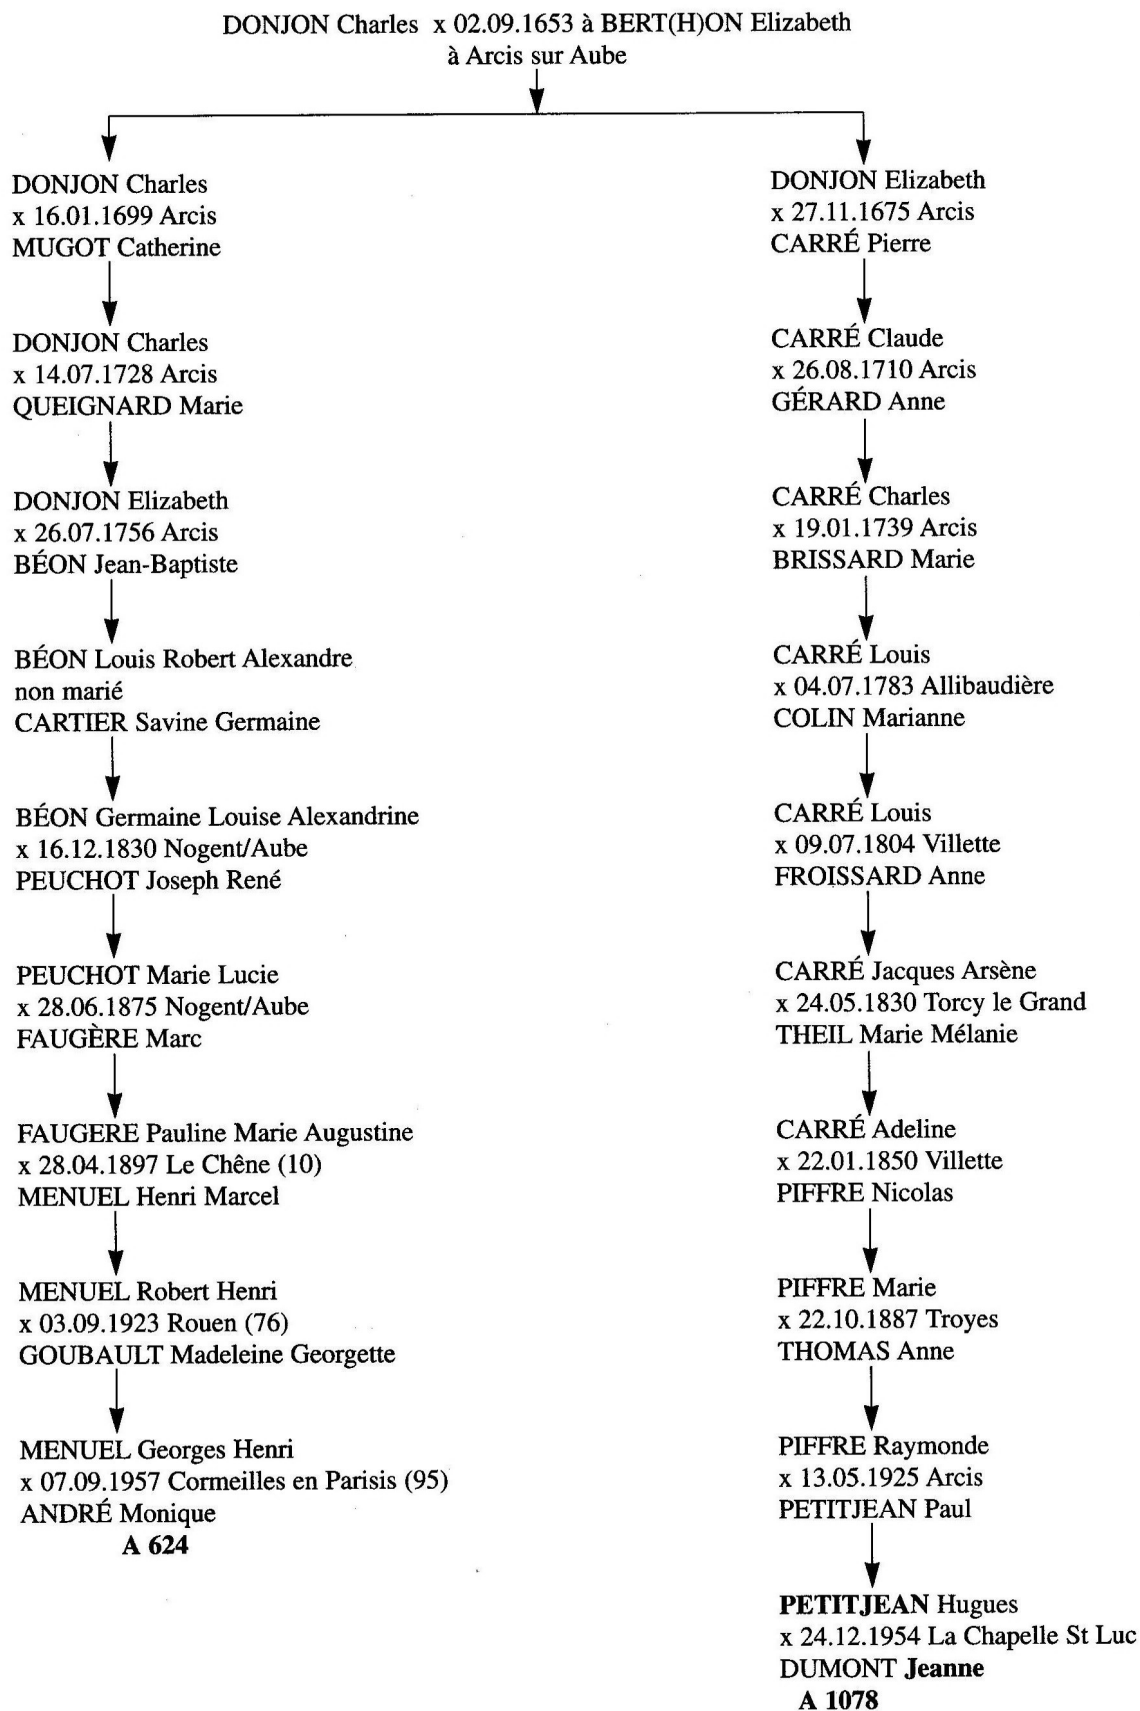 DONJON Charles x 02.09.1653 à BERT(H)ON Elizabeth
à Arcis sur Aube
DONJON Charles
x 16.01.1699 Arcis
MUGOT Catherine
DONJON Charles
x 14.07.1728 Arcis
QUEIGNARD Marie
DONJON Elizabeth
x 26.07.1756 Arcis
BÉON Jean-Baptiste
BÉON Louis Robert Alexandre
non marié
CARTIER Savine Germaine
BÉON Germaine Louise Alexandrine
x 16.12.1830 Nogent/Aube
PEUCHOT Joseph René
PEUCHOT Marie Lucie
x 28.06.1875 Nogent/Aube
FAUGÈRE Marc
FAUGERE Pauline Marie Augustine
x 28.04.1897 Le Chêne (10)
MENUEL Henri Marcel
MENUEL Robert Henri
x 03.09.1923 Rouen (76)
GOUBAULT Madeleine Georgette
MENUEL Georges Henri
x 07.09.1957 Cormeilles en Parisis (95)
ANDRÉ Monique
A 624
DONJON Elizabeth
x 27.11.1675 Arcis
CARRÉ Pierre
CARRÉ Claude
x 26.08.1710 Arcis
GÉRARD Anne
CARRÉ Charles
x 19.01.1739 Arcis
BRISSARD Marie
CARRÉ Louis
x 04.07.1783 Allibaudière
COLIN Marianne
CARRÉ Louis
x 09.07.1804 Villette
FROISSARD Anne
CARRÉ Jacques Arsène
x 24.05.1830 Torcy le Grand
THEIL Marie Mélanie
CARRÉ Adeline
x 22.01.1850 Villette
PIFFRE Nicolas
PIFFRE Marie
x 22.10.1887 Troyes
THOMAS Anne
PIFFRE Raymonde
x 13.05.1925 Arcis
PETITJEAN Paul
PETITJEAN Hugues
x 24.12.1954 La Chapelle St Luc
DUMONT Jeanne
A 1078